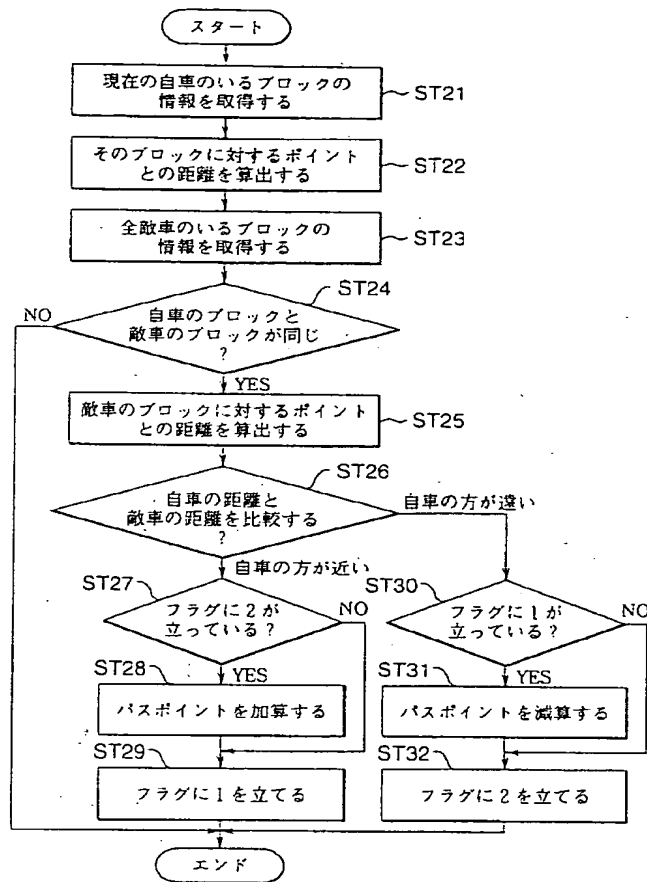 スタート
現在の自車のいるブロックの
情報を取得する
ST21
そのブロックに対するポイント
との距離を算出する
ST22
全敵車のいるブロックの
情報を取得する
ST23
ST24
NO
自車のブロックと
敵車のブロックが同じ
?
YES
敵車のブロックに対するポイント
との距離を算出する
ST25
ST26
自車の距離と
敵車の距離を比較する
?
自車の方が遠い
自車の方が近い
ST27
フラグに2が
立っている?
NO
ST30
フラグに1が
立っている?
NO
ST28
YES
パスポイントを加算する
ST31
YES
パスポイントを減算する
ST29
フラグに1を立てる
ST32
フラグに2を立てる
エンド